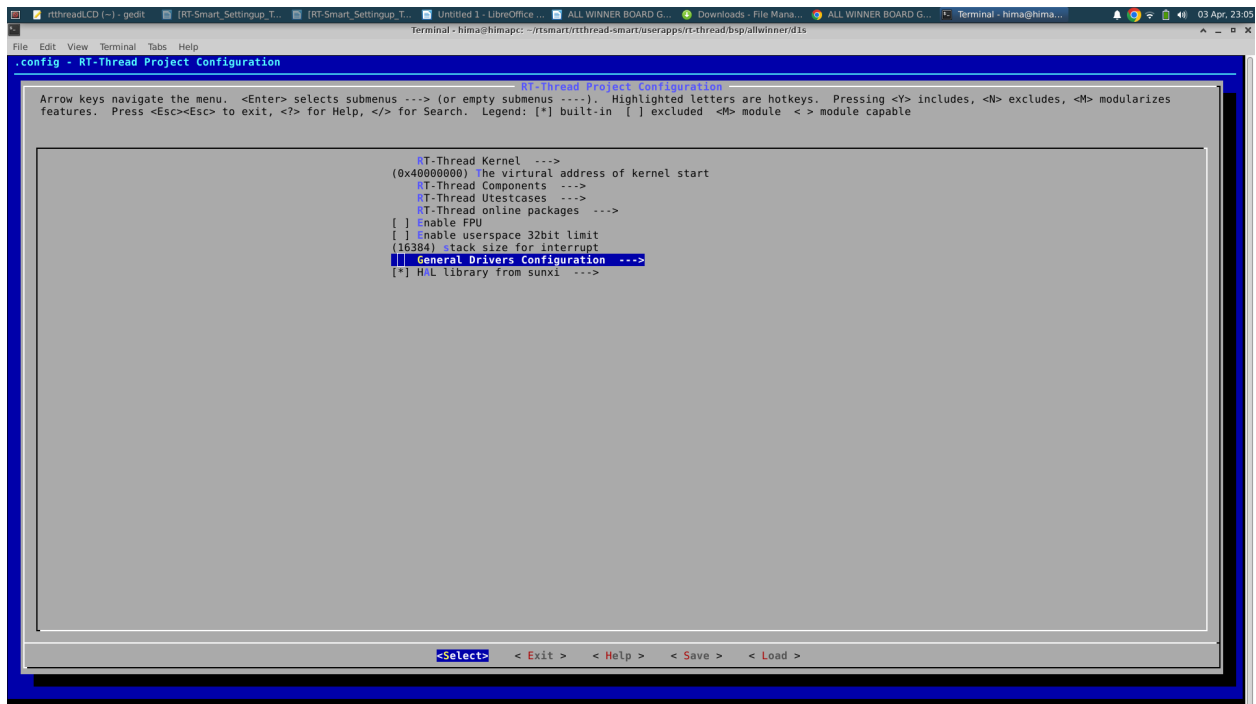 rtthreadLCD (~) - gedit [RT-Smart_Settingup_T... [RT-Smart_Settingup_T... Untitled 1 - LibreOffice ... ALL WINNER BOARD G... Downloads - File Mana... ALL WINNER BOARD G... Terminal - hima@hima... 03 Apr, 23:05
Terminal - hima@himapc: ~/rtsmart/rtthread-smart/userapps/rt-thread/bsp/allwinner/d1s
File Edit View Terminal Tabs Help
.config - RT-Thread Project Configuration
RT-Thread Project Configuration
Arrow keys navigate the menu. <Enter> selects submenus ---> (or empty submenus ----). Highlighted letters are hotkeys. Pressing <Y> includes, <N> excludes, <M> modularizes
features. Press <Esc><Esc> to exit, <?> for Help, </> for Search. Legend: [*] built-in [ ] excluded <M> module < > module capable
RT-Thread Kernel --->
(0x40000000) The virtural address of kernel start
RT-Thread Components --->
RT-Thread Utestcases --->
RT-Thread online packages --->
[ ] Enable FPU
[ ] Enable userspace 32bit limit
(16384) stack size for interrupt
General Drivers Configuration --->
[*] HAL library from sunxi --->
<Select> < Exit > < Help > < Save > < Load >